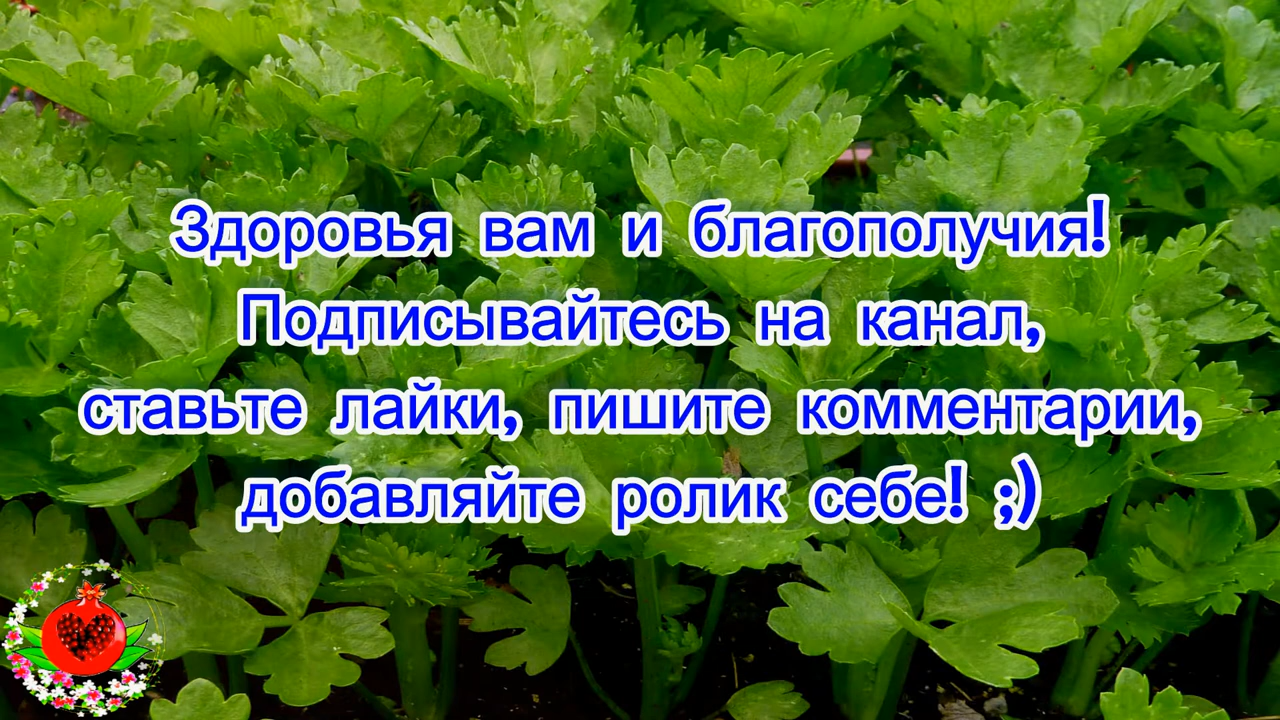 Здоровья вам и благополучия!
Подписывайтесь на канал,
ставьте лайки, пишите комментарии,
добавляйте ролик себе! ;)